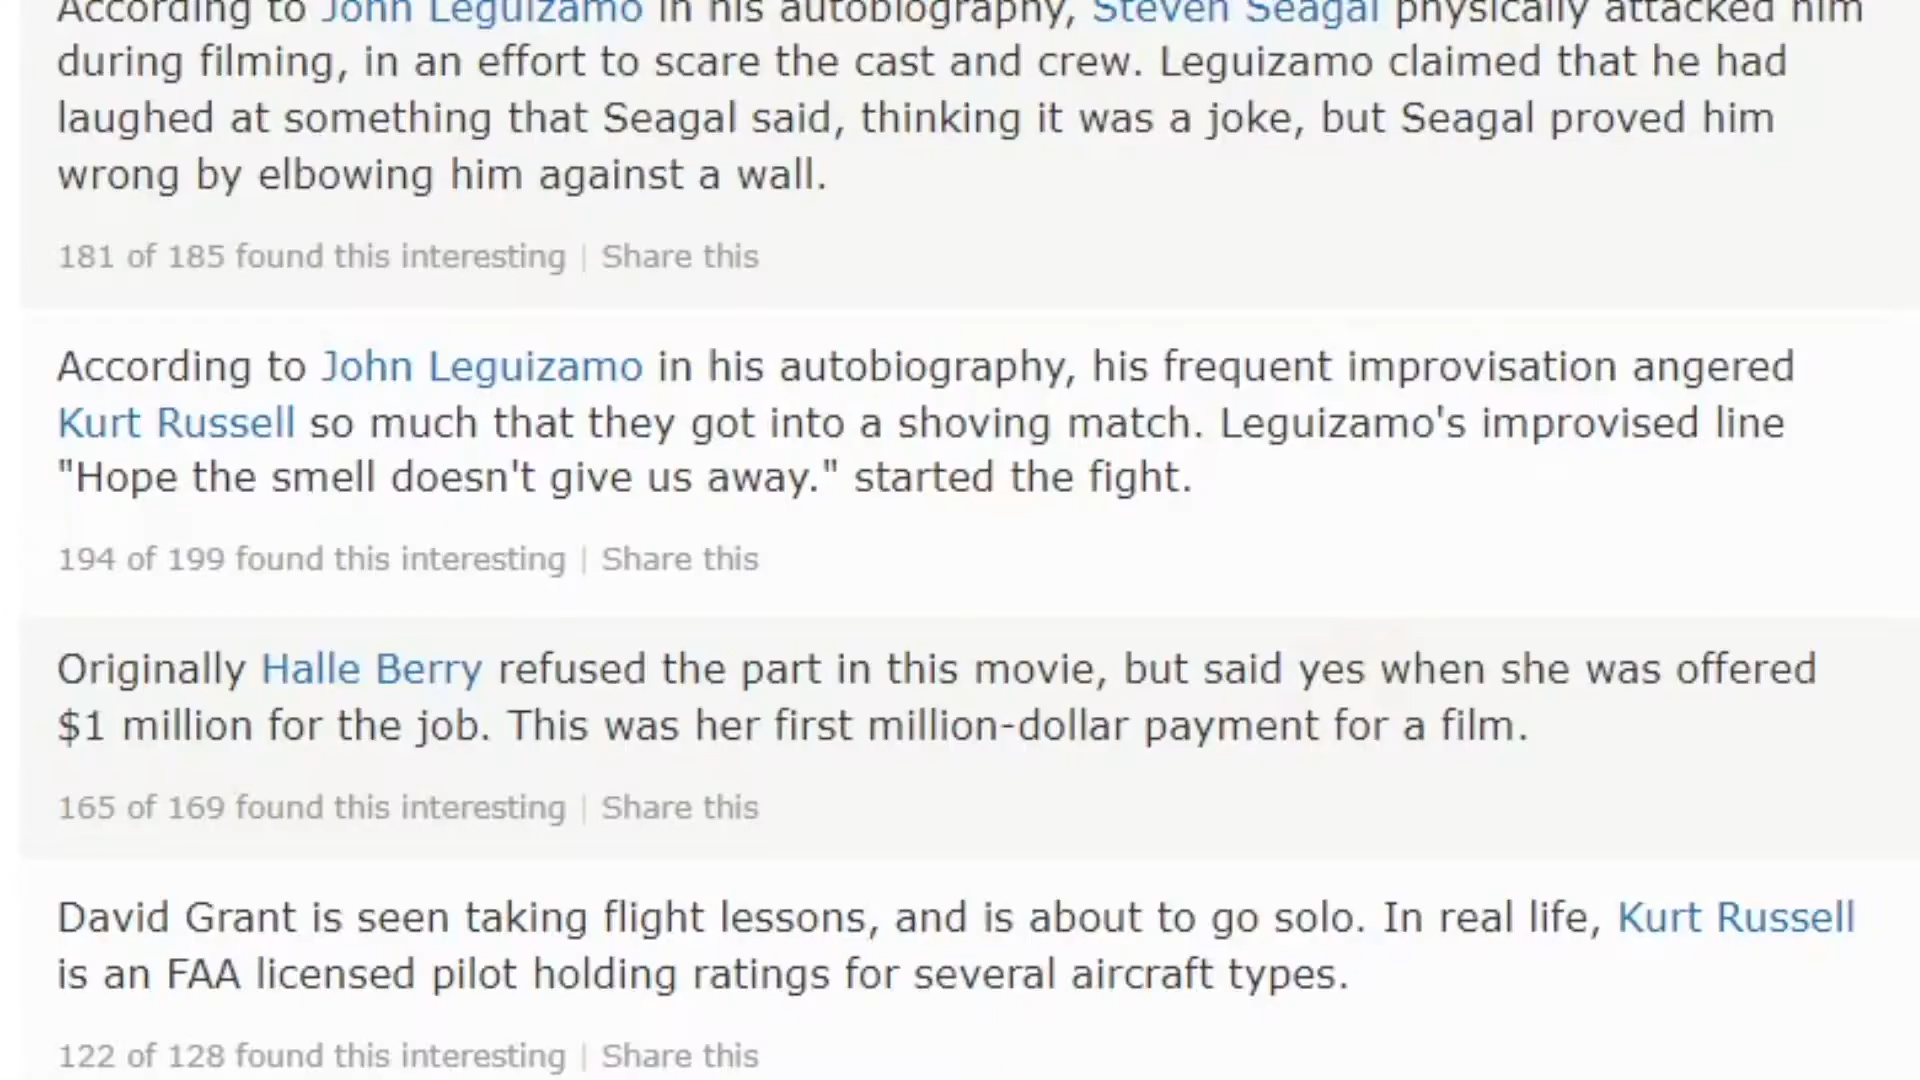 According to John Leguizamo in his autobiography, Steven Seagal physically attacked him
during filming, in an effort to scare the cast and crew. Leguizamo claimed that he had
laughed at something that Seagal said, thinking it was a joke, but Seagal proved him
wrong by elbowing him against a wall.
181 of 185 found this interesting | Share this
According to John Leguizamo in his autobiography, his frequent improvisation angered
Kurt Russell so much that they got into a shoving match. Leguizamo's improvised line
"Hope the smell doesn't give us away." started the fight.
194 of 199 found this interesting | Share this
Originally Halle Berry refused the part in this movie, but said yes when she was offered
$1 million for the job. This was her first million-dollar payment for a film.
165 of 169 found this interesting | Share this
David Grant is seen taking flight lessons, and is about to go solo. In real life, Kurt Russell
is an FAA licensed pilot holding ratings for several aircraft types.
122 of 128 found this interesting | Share this